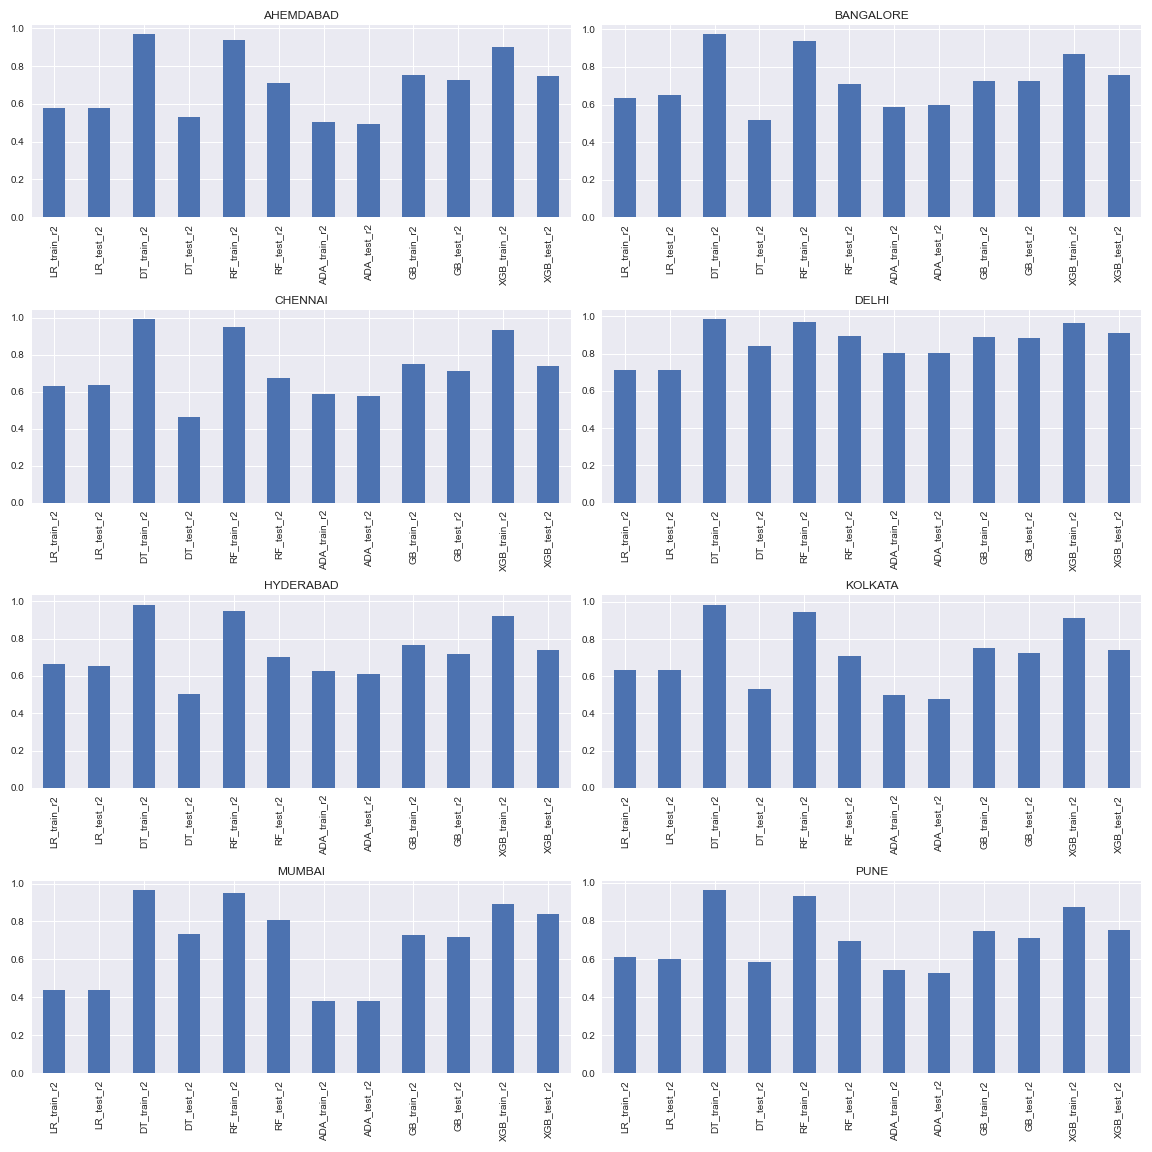 AHEMDABAD
1.0
0.8
0.6
0.4
0.2
0.0
LR_train_r2
LR_test_r2
DT_train_r2
DT_test_r2
RF_train_r2
RF_test_r2
ADA_train_r2
ADA_test_r2
GB_train_r2
GB_test_r2
XGB_train_r2
XGB_test_r2
BANGALORE
1.0
0.8
0.6
0.4
0.2
0.0
LR_train_r2
LR_test_r2
DT_train_r2
DT_test_r2
RF_train_r2
RF_test_r2
ADA_train_r2
ADA_test_r2
GB_train_r2
GB_test_r2
XGB_train_r2
XGB_test_r2
CHENNAI
1.0
0.8
0.6
0.4
0.2
0.0
LR_train_r2
LR_test_r2
DT_train_r2
DT_test_r2
RF_train_r2
RF_test_r2
ADA_train_r2
ADA_test_r2
GB_train_r2
GB_test_r2
XGB_train_r2
XGB_test_r2
DELHI
1.0
0.8
0.6
0.4
0.2
0.0
LR_train_r2
LR_test_r2
DT_train_r2
DT_test_r2
RF_train_r2
RF_test_r2
ADA_train_r2
ADA_test_r2
GB_train_r2
GB_test_r2
XGB_train_r2
XGB_test_r2
HYDERABAD
1.0
0.8
0.6
0.4
0.2
0.0
LR_train_r2
LR_test_r2
DT_train_r2
DT_test_r2
RF_train_r2
RF_test_r2
ADA_train_r2
ADA_test_r2
GB_train_r2
GB_test_r2
XGB_train_r2
XGB_test_r2
KOLKATA
1.0
0.8
0.6
0.4
0.2
0.0
LR_train_r2
LR_test_r2
DT_train_r2
DT_test_r2
RF_train_r2
RF_test_r2
ADA_train_r2
ADA_test_r2
GB_train_r2
GB_test_r2
XGB_train_r2
XGB_test_r2
MUMBAI
1.0
0.8
0.6
0.4
0.2
0.0
LR_train_r2
LR_test_r2
DT_train_r2
DT_test_r2
RF_train_r2
RF_test_r2
ADA_train_r2
ADA_test_r2
GB_train_r2
GB_test_r2
XGB_train_r2
XGB_test_r2
PUNE
1.0
0.8
0.6
0.4
0.2
0.0
LR_train_r2
LR_test_r2
DT_train_r2
DT_test_r2
RF_train_r2
RF_test_r2
ADA_train_r2
ADA_test_r2
GB_train_r2
GB_test_r2
XGB_train_r2
XGB_test_r2